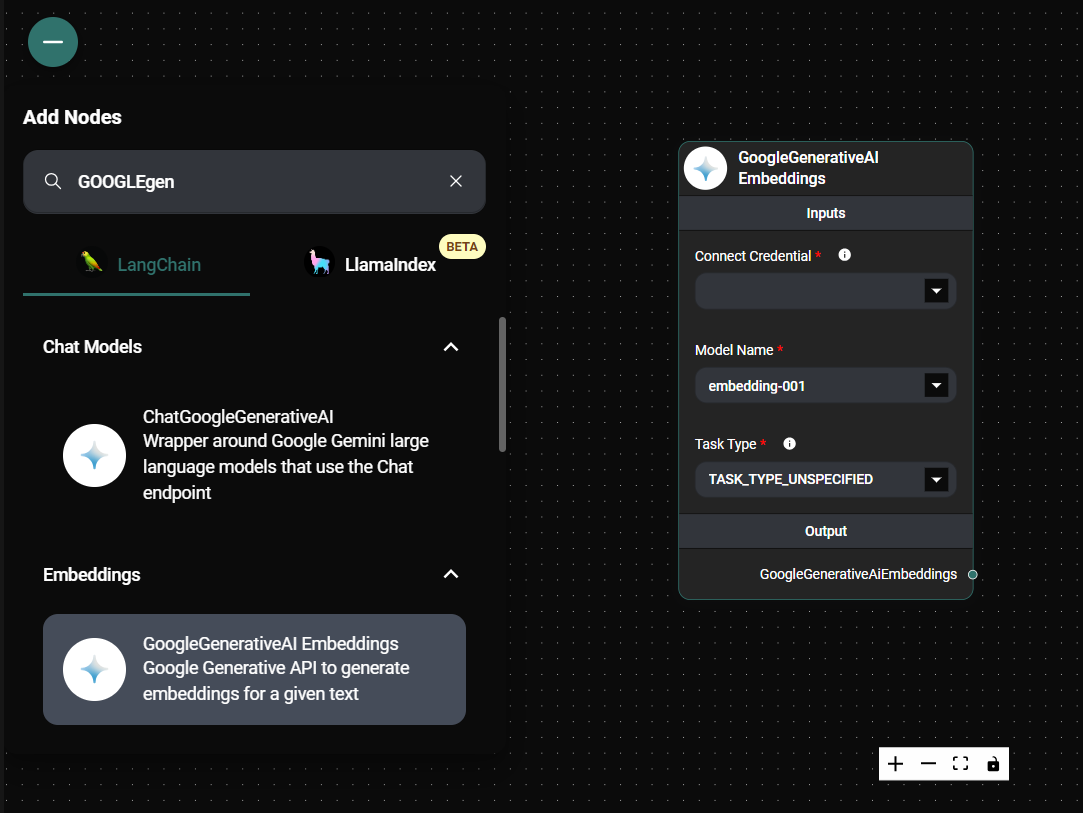 Add Nodes
GOOGLEgen
LangChain
LlamaIndex
BETA
Chat Models
ChatGoogleGenerativeAI
Wrapper around Google Gemini large
language models that use the Chat
endpoint
Embeddings
GoogleGenerativeAI Embeddings
Google Generative API to generate
embeddings for a given text
GoogleGenerativeAI
Embeddings
Inputs
Connect Credential *
Model Name *
embedding-001
Task Type *
TASK_TYPE_UNSPECIFIED
Output
GoogleGenerativeAiEmbeddings